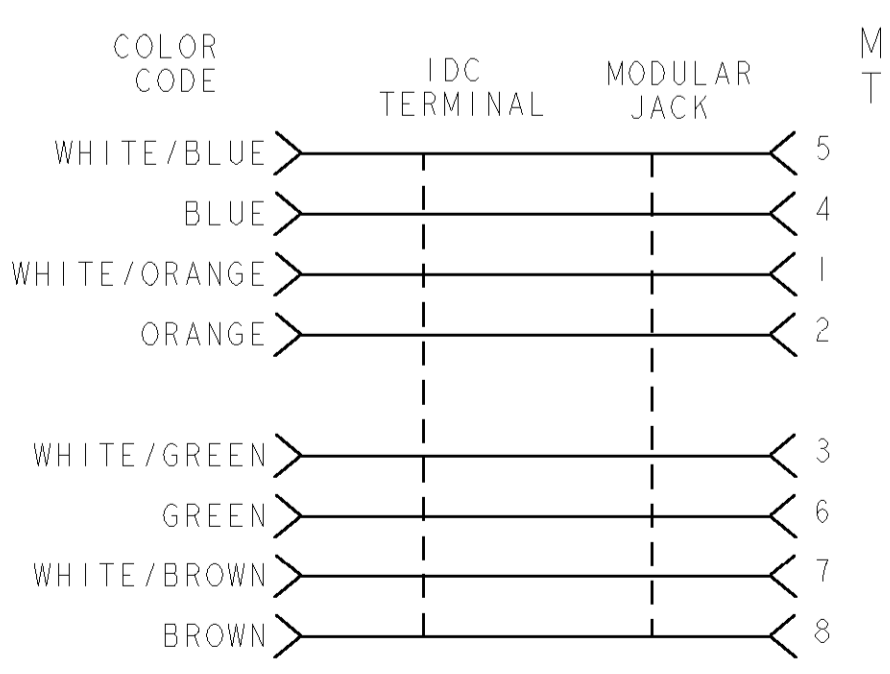 COLOR
CODE
IDC
TERMINAL
MODULAR
JACK
M
T
WHITE/BLUE 5
BLUE 4
WHITE/ORANGE 1
ORANGE 2
WHITE/GREEN 3
GREEN 6
WHITE/BROWN 7
BROWN 8